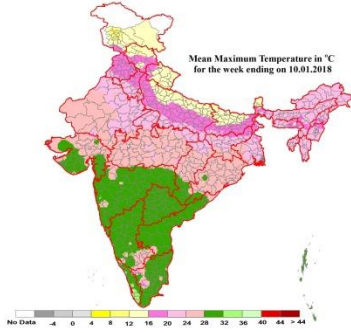 Mean Maximum Temperature in °C
for the week ending on 10.01.2018
No Data -4 0 4 8 12 16 20 24 28 32 36 40 44 > 44